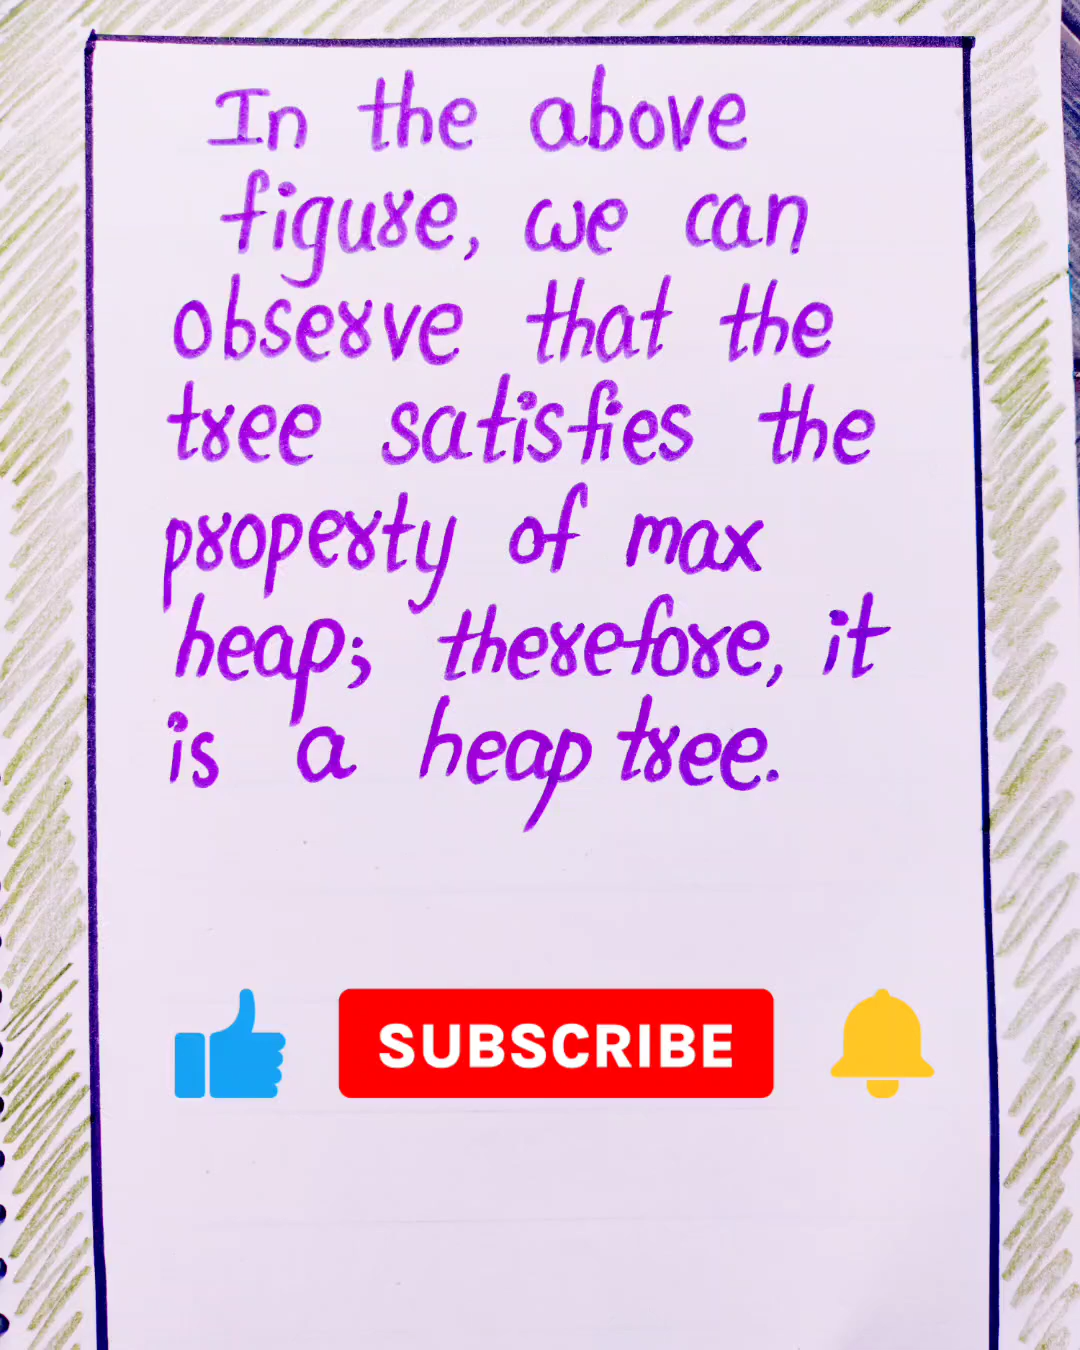 In the above
figure, we can
observe that the
tree satisfies the
property of max
heap; therefore, it
is a heap tree.
SUBSCRIBE